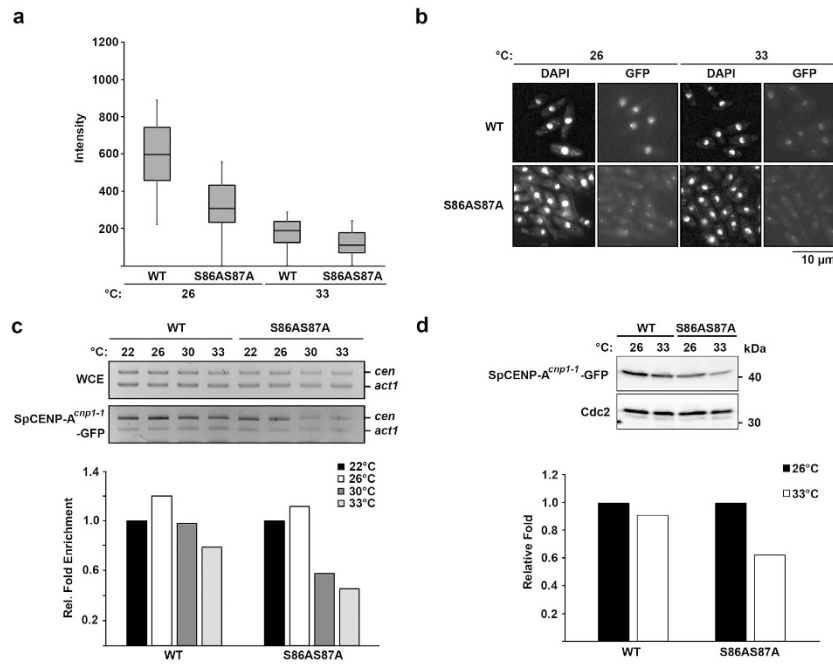 a
1200
1000
800
600
400
200
Intensity
WT
S86AS87A
WT
S86AS87A
°C:
26
33
b
°C:
26
33
DAPI
GFP
DAPI
GFP
WT
S86AS87A
10 µm
c
WT
S86AS87A
°C:
22
26
30
33
22
26
30
33
WCE
cen
act1
SpCENP-Acnp1-1
-GFP
cen
act1
1.4
1.0
0.6
0.2
Rel. Fold Enrichment
22°C
26°C
30°C
33°C
WT
S86AS87A
d
WT
S86AS87A
°C:
26
33
26
33
kDa
SpCENP-Acnp1-1-GFP
40
Cdc2
30
1.2
1.0
0.8
0.6
0.4
0.2
Relative Fold
26°C
33°C
WT
S86AS87A